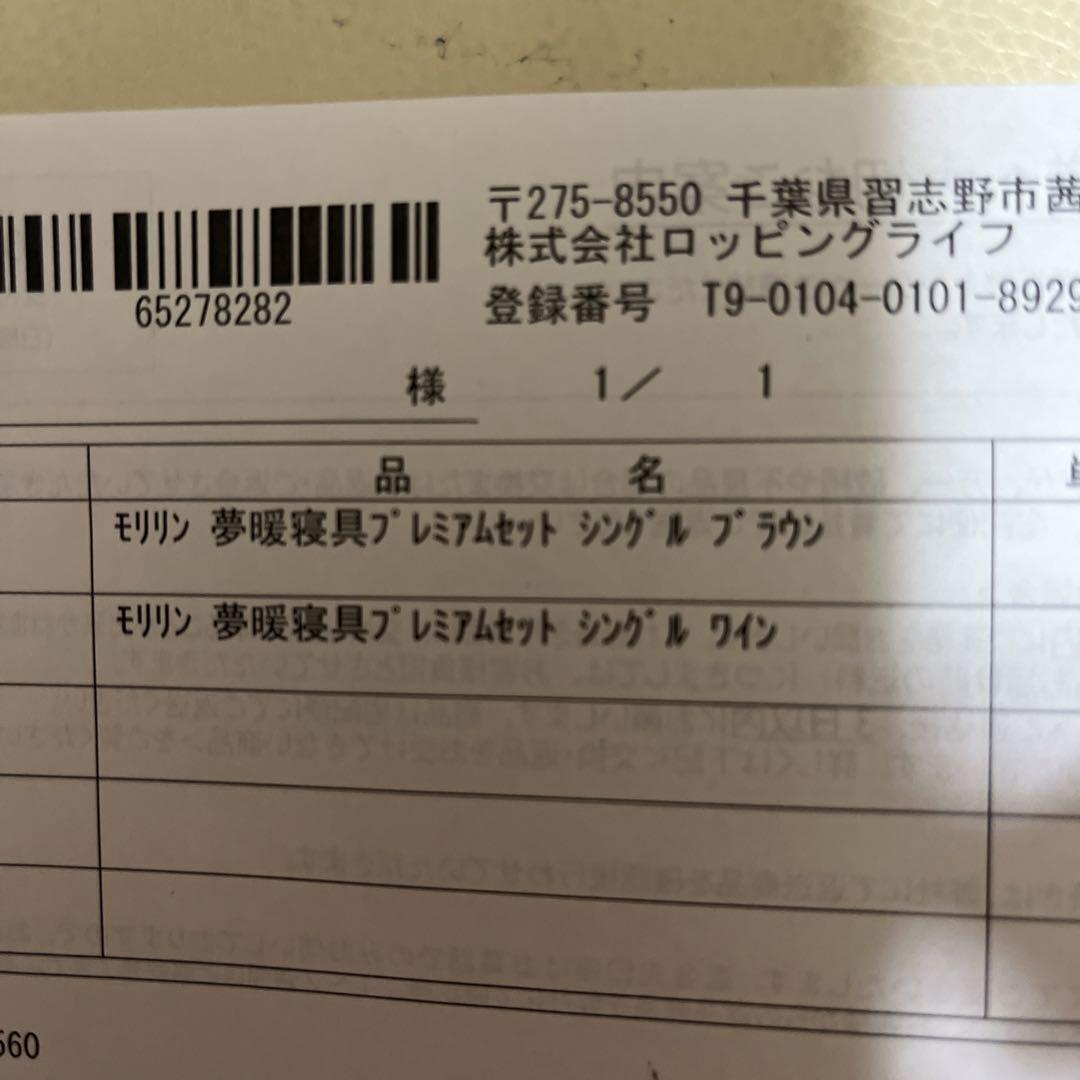 〒275-8550 千葉県習志野市茜
株式会社ロッピングライフ
65278282
登録番号 T9-0104-0101-8929
様 1／ 1
品 名
ﾓﾘﾘﾝ 夢暖寝具ﾌﾟﾚﾐｱﾑｾｯﾄ ｼﾝｸﾞﾙ ﾌﾞﾗｳﾝ
ﾓﾘﾘﾝ 夢暖寝具ﾌﾟﾚﾐｱﾑｾｯﾄ ｼﾝｸﾞﾙ ﾜｲﾝ
560